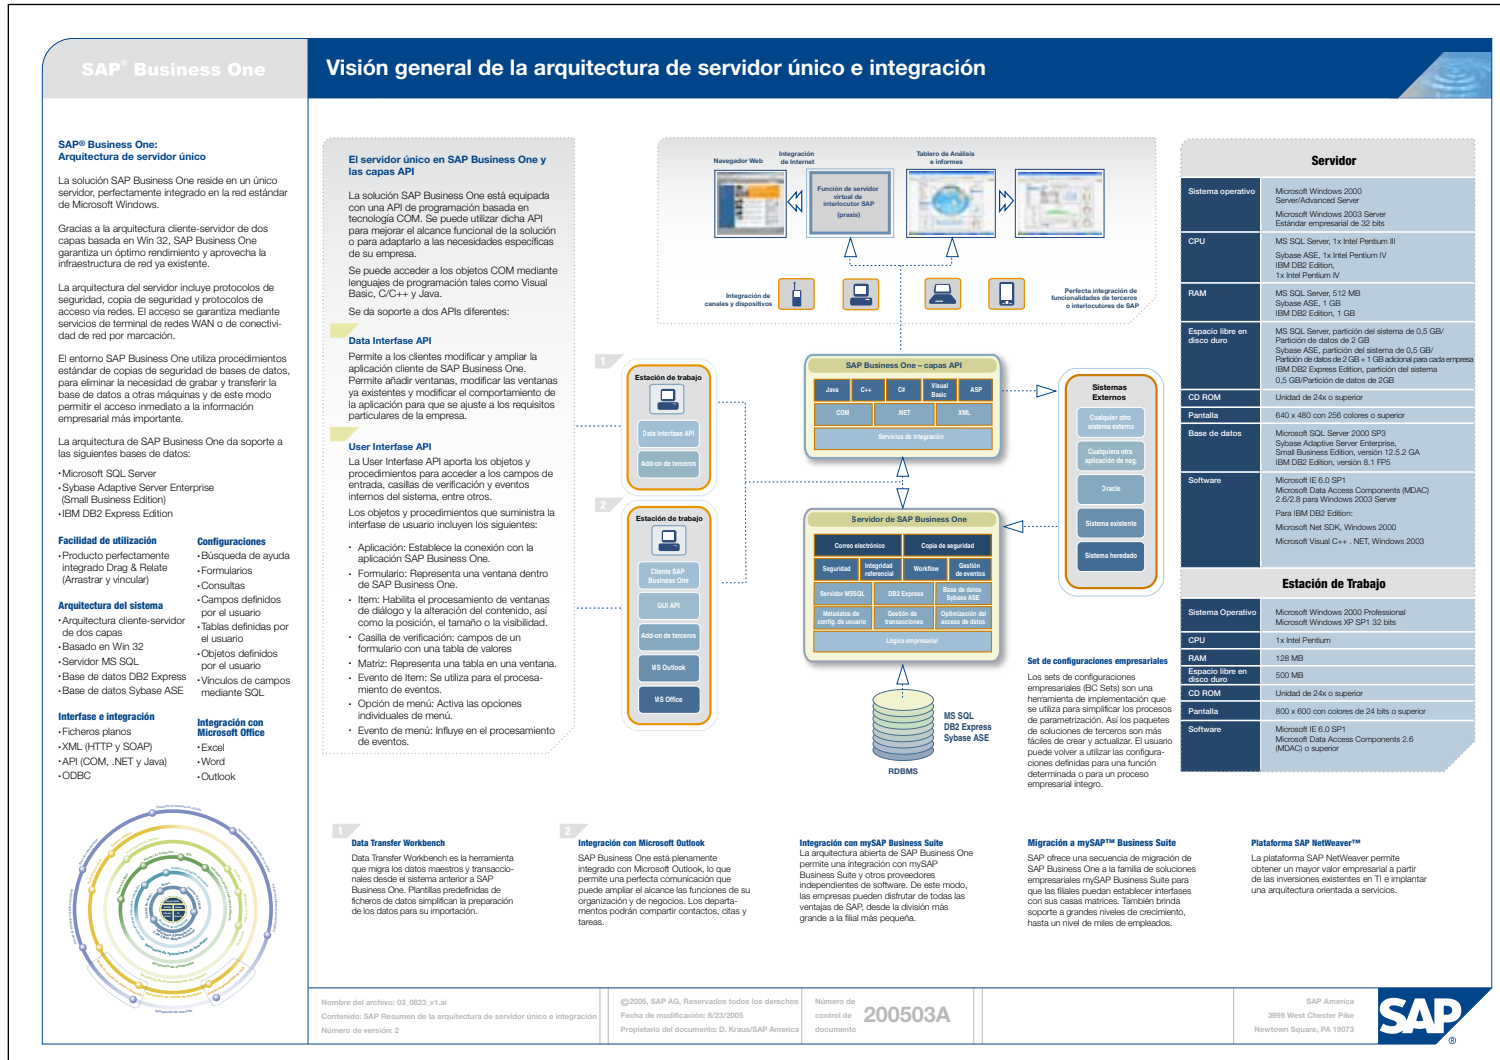 SAP® Business One
Visión general de la arquitectura de servidor único e integración
SAP® Business One:
Arquitectura de servidor único
La solución SAP Business One reside en un único
servidor, perfectamente integrado en la red estándar
de Microsoft Windows.
Gracias a la arquitectura cliente-servidor de dos
capas basada en Win 32, SAP Business One
garantiza un óptimo rendimiento y aprovecha la
infraestructura de red ya existente.
La arquitectura del servidor incluye protocolos de
seguridad, copia de seguridad y protocolos de
acceso vía redes. El acceso se garantiza mediante
servicios de terminal de redes WAN o de conectivi-
dad de red por marcación.
El entorno SAP Business One utiliza procedimientos
estándar de copias de seguridad de bases de datos,
para eliminar la necesidad de grabar y transferir la
base de datos a otras máquinas y de este modo
permitir el acceso inmediato a la información
empresarial más importante.
La arquitectura de SAP Business One da soporte a
las siguientes bases de datos:
• Microsoft SQL Server
• Sybase Adaptive Server Enterprise
(Small Business Edition)
• IBM DB2 Express Edition
Facilidad de utilización
• Producto perfectamente
integrado Drag & Relate
(Arrastrar y vincular)
Arquitectura del sistema
• Arquitectura cliente-servidor
de dos capas
• Basado en Win 32
• Servidor MS SQL
• Base de datos DB2 Express
• Base de datos Sybase ASE
Interfase e integración
• Ficheros planos
• XML (HTTP y SOAP)
• API (COM, .NET y Java)
• ODBC
Configuraciones
• Búsqueda de ayuda
• Formularios
• Consultas
• Campos definidos
por el usuario
• Tablas definidas por
el usuario
• Objetos definidos
por el usuario
• Vínculos de campos
mediante SQL
Integración con
Microsoft Office
• Excel
• Word
• Outlook
El servidor único en SAP Business One y
las capas API
La solución SAP Business One está equipada
con una API de programación basada en
tecnología COM. Se puede utilizar dicha API
para mejorar el alcance funcional de la solución
o para adaptarlo a las necesidades específicas
de su empresa.
Se puede acceder a los objetos COM mediante
lenguajes de programación tales como Visual
Basic, C/C++ y Java.
Se da soporte a dos APIs diferentes:
Data Interfase API
Permite a los clientes modificar y ampliar la
aplicación cliente de SAP Business One.
Permite añadir ventanas, modificar las ventanas
ya existentes y modificar el comportamiento de
la aplicación para que se ajuste a los requisitos
particulares de la empresa.
User Interfase API
La User Interfase API aporta los objetos y
procedimientos para acceder a los campos de
entrada, casillas de verificación y eventos
internos del sistema, entre otros.
Los objetos y procedimientos que suministra la
interfase de usuario incluyen los siguientes:
• Aplicación: Establece la conexión con la
aplicación SAP Business One.
• Formulario: Representa una ventana dentro
de SAP Business One.
• Item: Habilita el procesamiento de ventanas
de diálogo y la alteración del contenido, así
como la posición, el tamaño o la visibilidad.
• Casilla de verificación: campos de un
formulario con una tabla de valores
• Matriz: Representa una tabla en una ventana.
• Evento de Item: Se utiliza para el procesa-
miento de eventos.
• Opción de menú: Activa las opciones
individuales de menú.
• Evento de menú: Influye en el procesamiento
de eventos.
Navegador Web
Integración
de Internet
Tablero de Análisis
e informes
Función de servidor
virtual de
interlocutor SAP
(praxis)
Integración de
canales y dispositivos
Perfecta integración de
funcionalidades de terceros
o interlocutores de SAP
1
Estación de trabajo
Data Interfase API
Add-on de terceros
2
Estación de trabajo
Cliente SAP
Business One
GUI API
Add-on de terceros
MS Outlook
MS Office
SAP Business One – capas API
Java
C++
C#
Visual
Basic
ASP
COM
.NET
XML
Servicios de integración
Servidor de SAP Business One
Correo electrónico
Copia de seguridad
Seguridad
Integridad
referencial
Workflow
Gestión
de eventos
Servidor MSSQL
DB2 Express
Base de datos
Sybase ASE
Metadatos de
config. de usuario
Gestión de
transacciones
Optimización del
acceso de datos
Lógica empresarial
MS SQL
DB2 Express
Sybase ASE
RDBMS
Sistemas
Externos
Cualquier otro
sistema externo
Cualquiera otra
aplicación de neg.
Oracle
Sistema existente
Sistema heredado
Set de configuraciones empresariales
Los sets de configuraciones
empresariales (BC Sets) son una
herramienta de implementación que
se utiliza para simplificar los procesos
de parametrización. Así los paquetes
de soluciones de terceros son más
fáciles de crear y actualizar. El usuario
puede volver a utilizar las configura-
ciones definidas para una función
determinada o para un proceso
empresarial integro.
Servidor
Sistema operativo
Microsoft Windows 2000
Server/Advanced Server
Microsoft Windows 2003 Server
Estándar empresarial de 32 bits
CPU
MS SQL Server, 1x Intel Pentium III
Sybase ASE, 1x Intel Pentium IV
IBM DB2 Edition,
1x Intel Pentium IV
RAM
MS SQL Server, 512 MB
Sybase ASE, 1 GB
IBM DB2 Edition, 1 GB
Espacio libre en
disco duro
MS SQL Server, partición del sistema de 0,5 GB/
Partición de datos de 2 GB
Sybase ASE, partición del sistema de 0,5 GB/
Partición de datos de 2 GB + 1 GB adicional para cada empresa
IBM DB2 Express Edition, partición del sistema
0,5 GB/Partición de datos de 2GB
CD ROM
Unidad de 24x o superior
Pantalla
640 x 480 con 256 colores o superior
Base de datos
Microsoft SQL Server 2000 SP3
Sybase Adaptive Server Enterprise,
Small Business Edition, versión 12.5.2 GA
IBM DB2 Edition, versión 8.1 FP5
Software
Microsoft IE 6.0 SP1
Microsoft Data Access Components (MDAC)
2.6/2.8 para Windows 2003 Server
Para IBM DB2 Edition:
Microsoft Net SDK, Windows 2000
Microsoft Visual C++ . NET, Windows 2003
Estación de Trabajo
Sistema Operativo
Microsoft Windows 2000 Professional
Microsoft Windows XP SP1 32 bits
CPU
1x Intel Pentium
RAM
128 MB
Espacio libre en
disco duro
500 MB
CD ROM
Unidad de 24x o superior
Pantalla
800 x 600 con colores de 24 bits o superior
Software
Microsoft IE 6.0 SP1
Microsoft Data Access Components 2.6
(MDAC) o superior
1
Data Transfer Workbench
Data Transfer Workbench es la herramienta
que migra los datos maestros y transaccio-
nales desde el sistema anterior a SAP
Business One. Plantillas predefinidas de
ficheros de datos simplifican la preparación
de los datos para su importación.
2
Integración con Microsoft Outlook
SAP Business One está plenamente
integrado con Microsoft Outlook, lo que
permite una perfecta comunicación que
puede ampliar el alcance las funciones de su
organización y de negocios. Los departa-
mentos podrán compartir contactos, citas y
tareas.
Integración con mySAP Business Suite
La arquitectura abierta de SAP Business One
permite una integración con mySAP
Business Suite y otros proveedores
independientes de software. De este modo,
las empresas pueden disfrutar de todas las
ventajas de SAP, desde la división más
grande a la filial más pequeña.
Migración a mySAP™ Business Suite
SAP ofrece una secuencia de migración de
SAP Business One a la familia de soluciones
empresariales mySAP Business Suite para
que las filiales puedan establecer interfases
con sus casas matrices. También brinda
soporte a grandes niveles de crecimiento,
hasta un nivel de miles de empleados.
Plataforma SAP NetWeaver™
La plataforma SAP NetWeaver permite
obtener un mayor valor empresarial a partir
de las inversiones existentes en TI e implantar
una arquitectura orientada a servicios.
Nombre del archivo: 03_0823_v1.ai
Contenido: SAP Resumen de la arquitectura de servidor único e integración
Número de versión: 2
©2005, SAP AG, Reservados todos los derechos
Fecha de modificación: 8/23/2005
Propietario del documento: D. Kraus/SAP America
Número de
control de
documento
200503A
SAP America
3999 West Chester Pike
Newtown Square, PA 19073
SAP
®